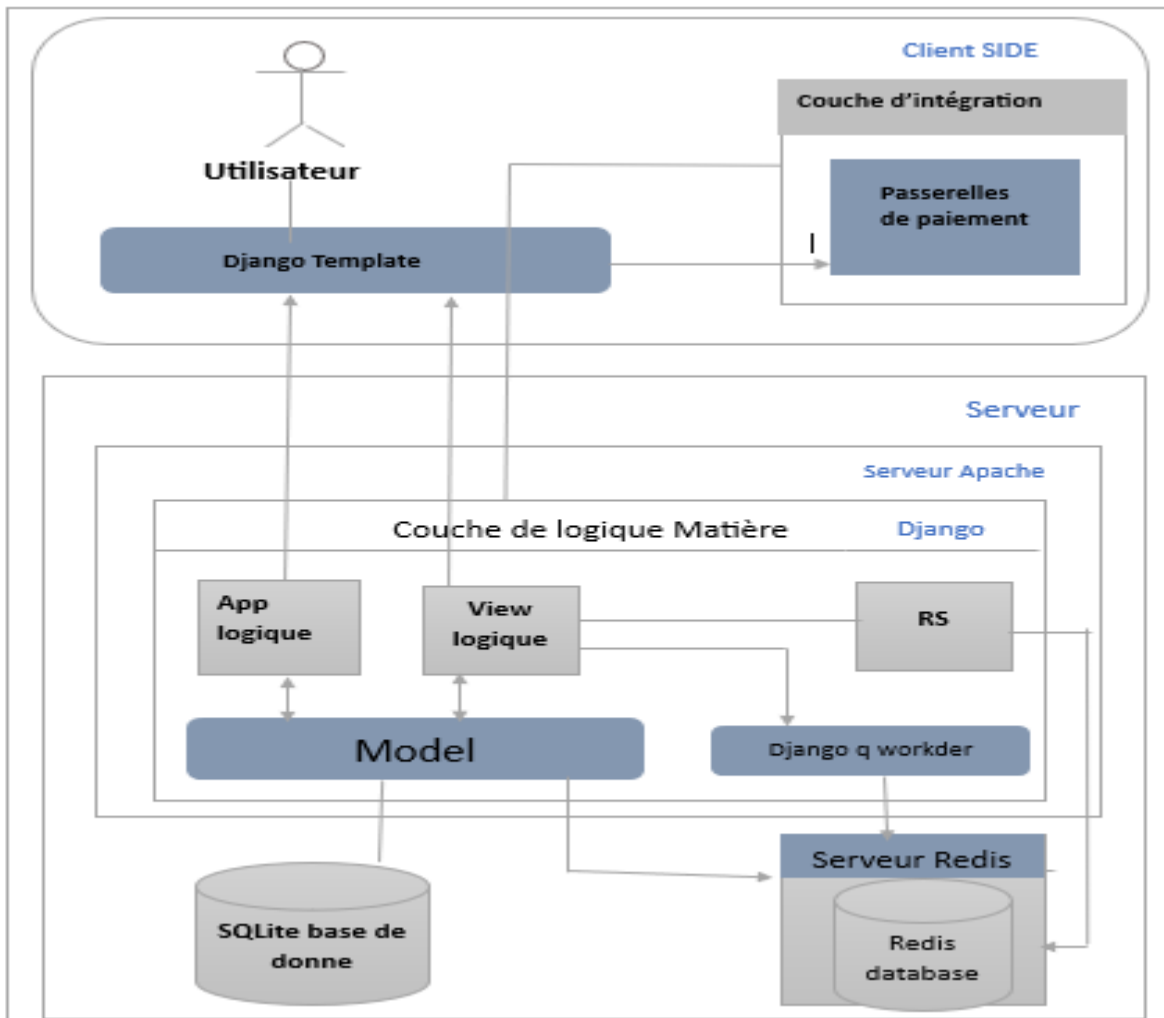 Client SIDE
Couche d'intégration
Utilisateur
Passerelles
de paiement
Django Template
Serveur
Serveur Apache
Couche de logique Matière
Django
App
logique
View
logique
RS
Model
Django q workder
Serveur Redis
SQLite base de
donne
Redis
database